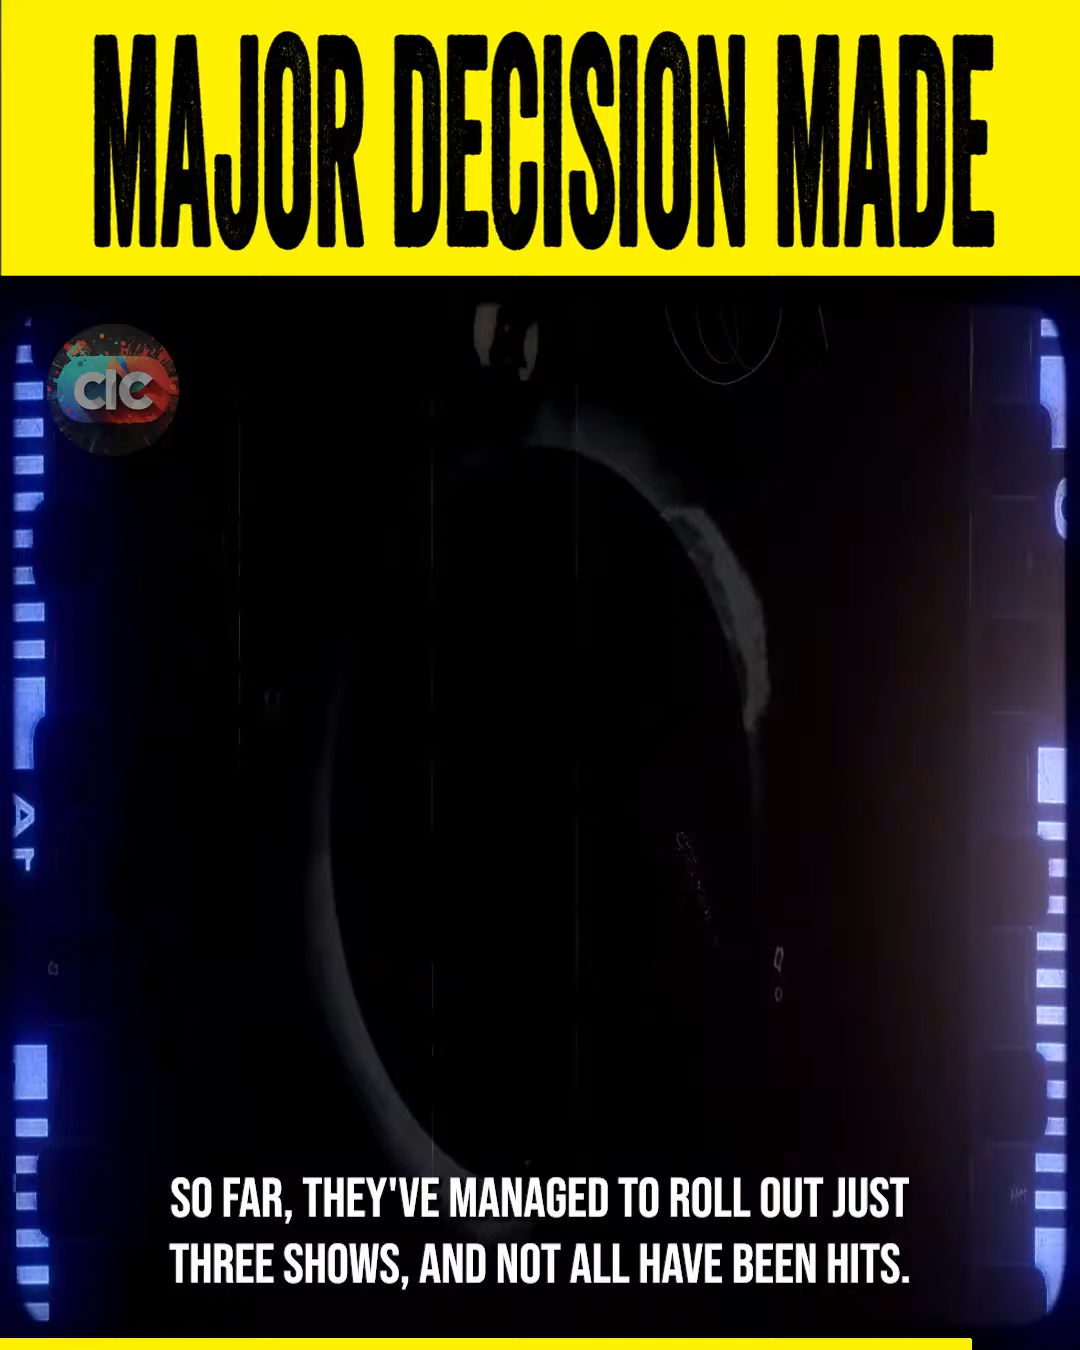 MAJOR DECISION MADE
CIC
SO FAR, THEY'VE MANAGED TO ROLL OUT JUST
THREE SHOWS, AND NOT ALL HAVE BEEN HITS.